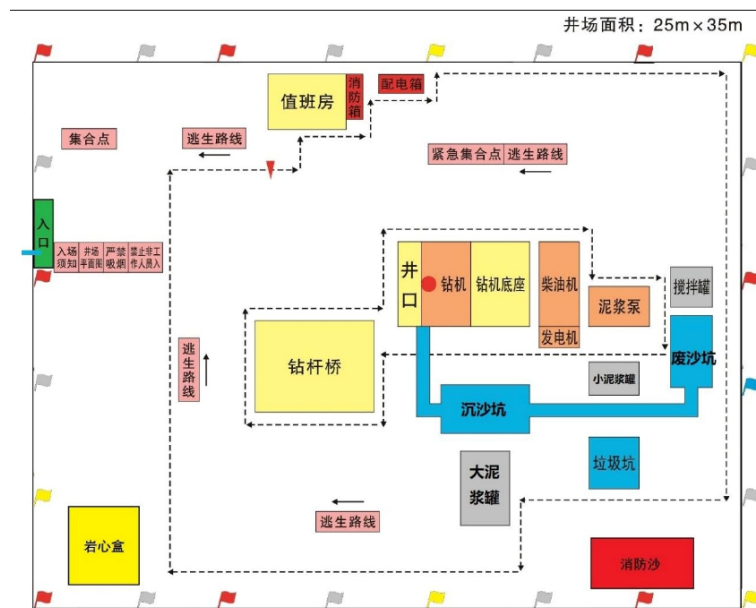 井场面积：25m×35m
值班房
消防箱
配电箱
集合点
逃生路线
紧急集合点
逃生路线
入口
入场
须知
井场
平面图
严禁
吸烟
禁止非工
作人员入
井口
钻机
钻机底座
柴油机
发电机
泥浆泵
搅拌罐
逃生路线
钻杆桥
废沙坑
小泥浆罐
沉沙坑
大泥
浆罐
垃圾坑
逃生路线
岩心盒
消防沙